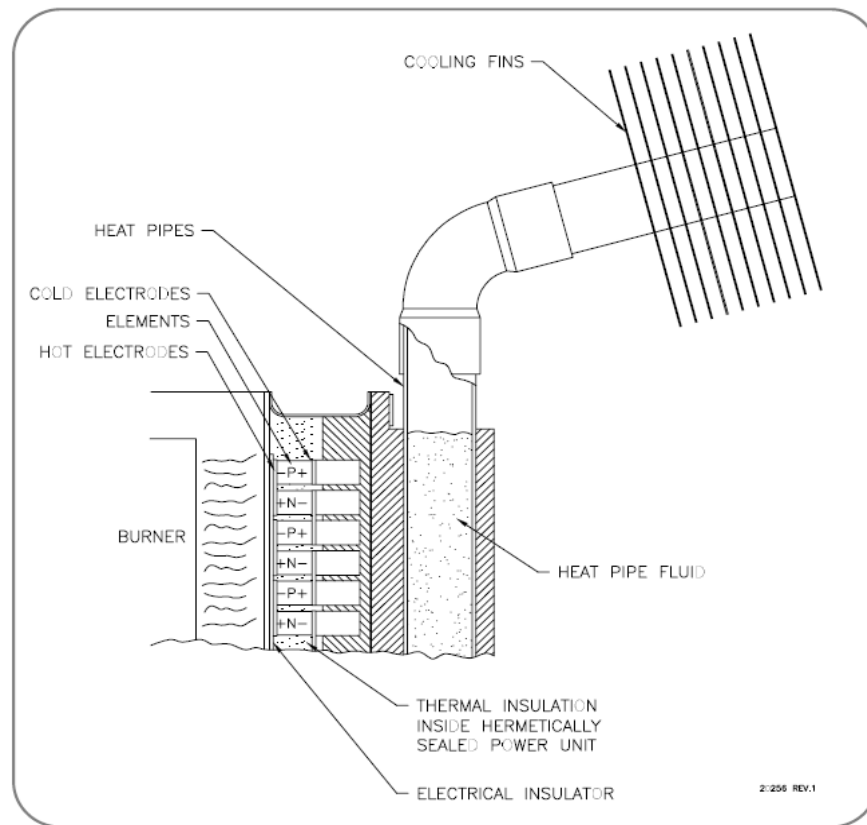 COOLING FINS
HEAT PIPES
COLD ELECTRODES
ELEMENTS
HOT ELECTRODES
-P+
+N-
-P+
+N-
-P+
+N-
BURNER
HEAT PIPE FLUID
THERMAL INSULATION
INSIDE HERMETICALLY
SEALED POWER UNIT
ELECTRICAL INSULATOR
20256 REV.1